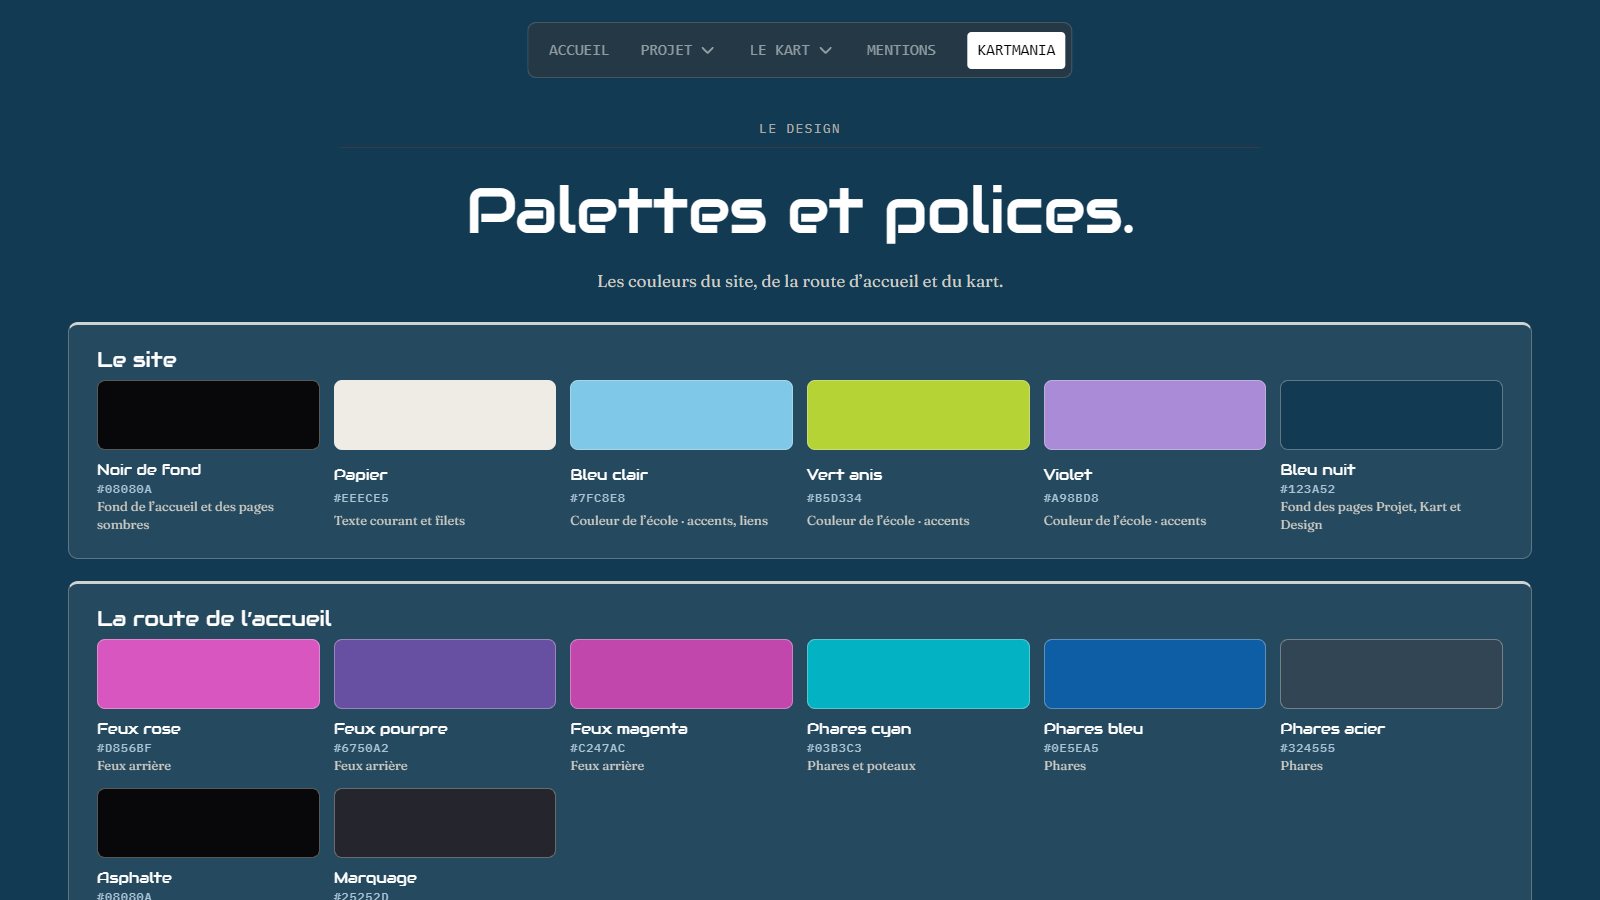 ACCUEIL PROJET LE KART MENTIONS KARTMANIA
LE DESIGN
Palettes et polices.
Les couleurs du site, de la route d’accueil et du kart.
Le site
Noir de fond
#08080A
Fond de l’accueil et des pages
sombres
Papier
#EEECE5
Texte courant et filets
Bleu clair
#7FC8E8
Couleur de l’école · accents, liens
Vert anis
#B5D334
Couleur de l’école · accents
Violet
#A98BD8
Couleur de l’école · accents
Bleu nuit
#123A52
Fond des pages Projet, Kart et
Design
La route de l’accueil
Feux rose
#D856BF
Feux arrière
Feux pourpre
#6750A2
Feux arrière
Feux magenta
#C247AC
Feux arrière
Phares cyan
#03B3C3
Phares et poteaux
Phares bleu
#0E5EA5
Phares
Phares acier
#324555
Phares
Asphalte
#08080A
Marquage
#25252D